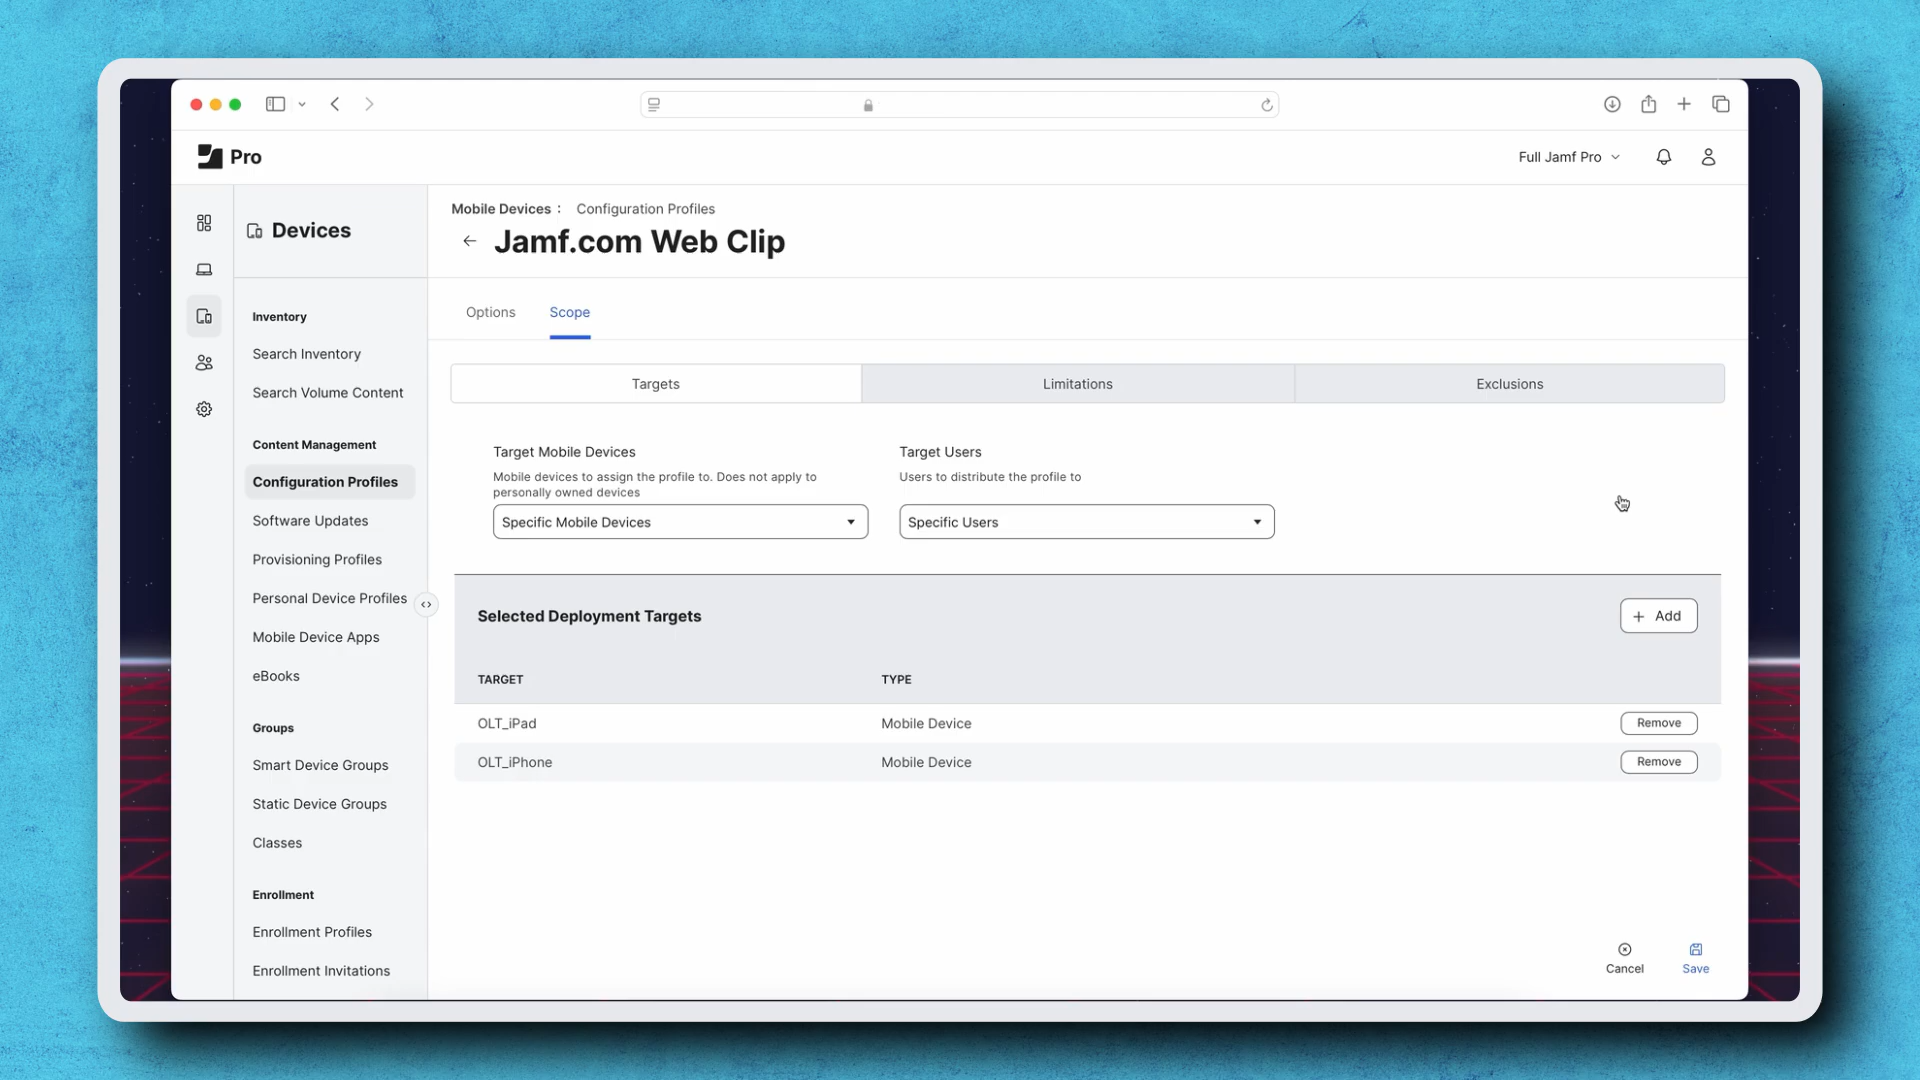 Pro
Full Jamf Pro
Devices
Inventory
Search Inventory
Search Volume Content
Content Management
Configuration Profiles
Software Updates
Provisioning Profiles
Personal Device Profiles
Mobile Device Apps
eBooks
Groups
Smart Device Groups
Static Device Groups
Classes
Enrollment
Enrollment Profiles
Enrollment Invitations
Mobile Devices : Configuration Profiles
Jamf.com Web Clip
Options Scope
Targets Limitations Exclusions
Target Mobile Devices
Mobile devices to assign the profile to. Does not apply to
personally owned devices
Specific Mobile Devices
Target Users
Users to distribute the profile to
Specific Users
Selected Deployment Targets
+ Add
TARGET TYPE
OLT_iPad Mobile Device Remove
OLT_iPhone Mobile Device Remove
Cancel Save